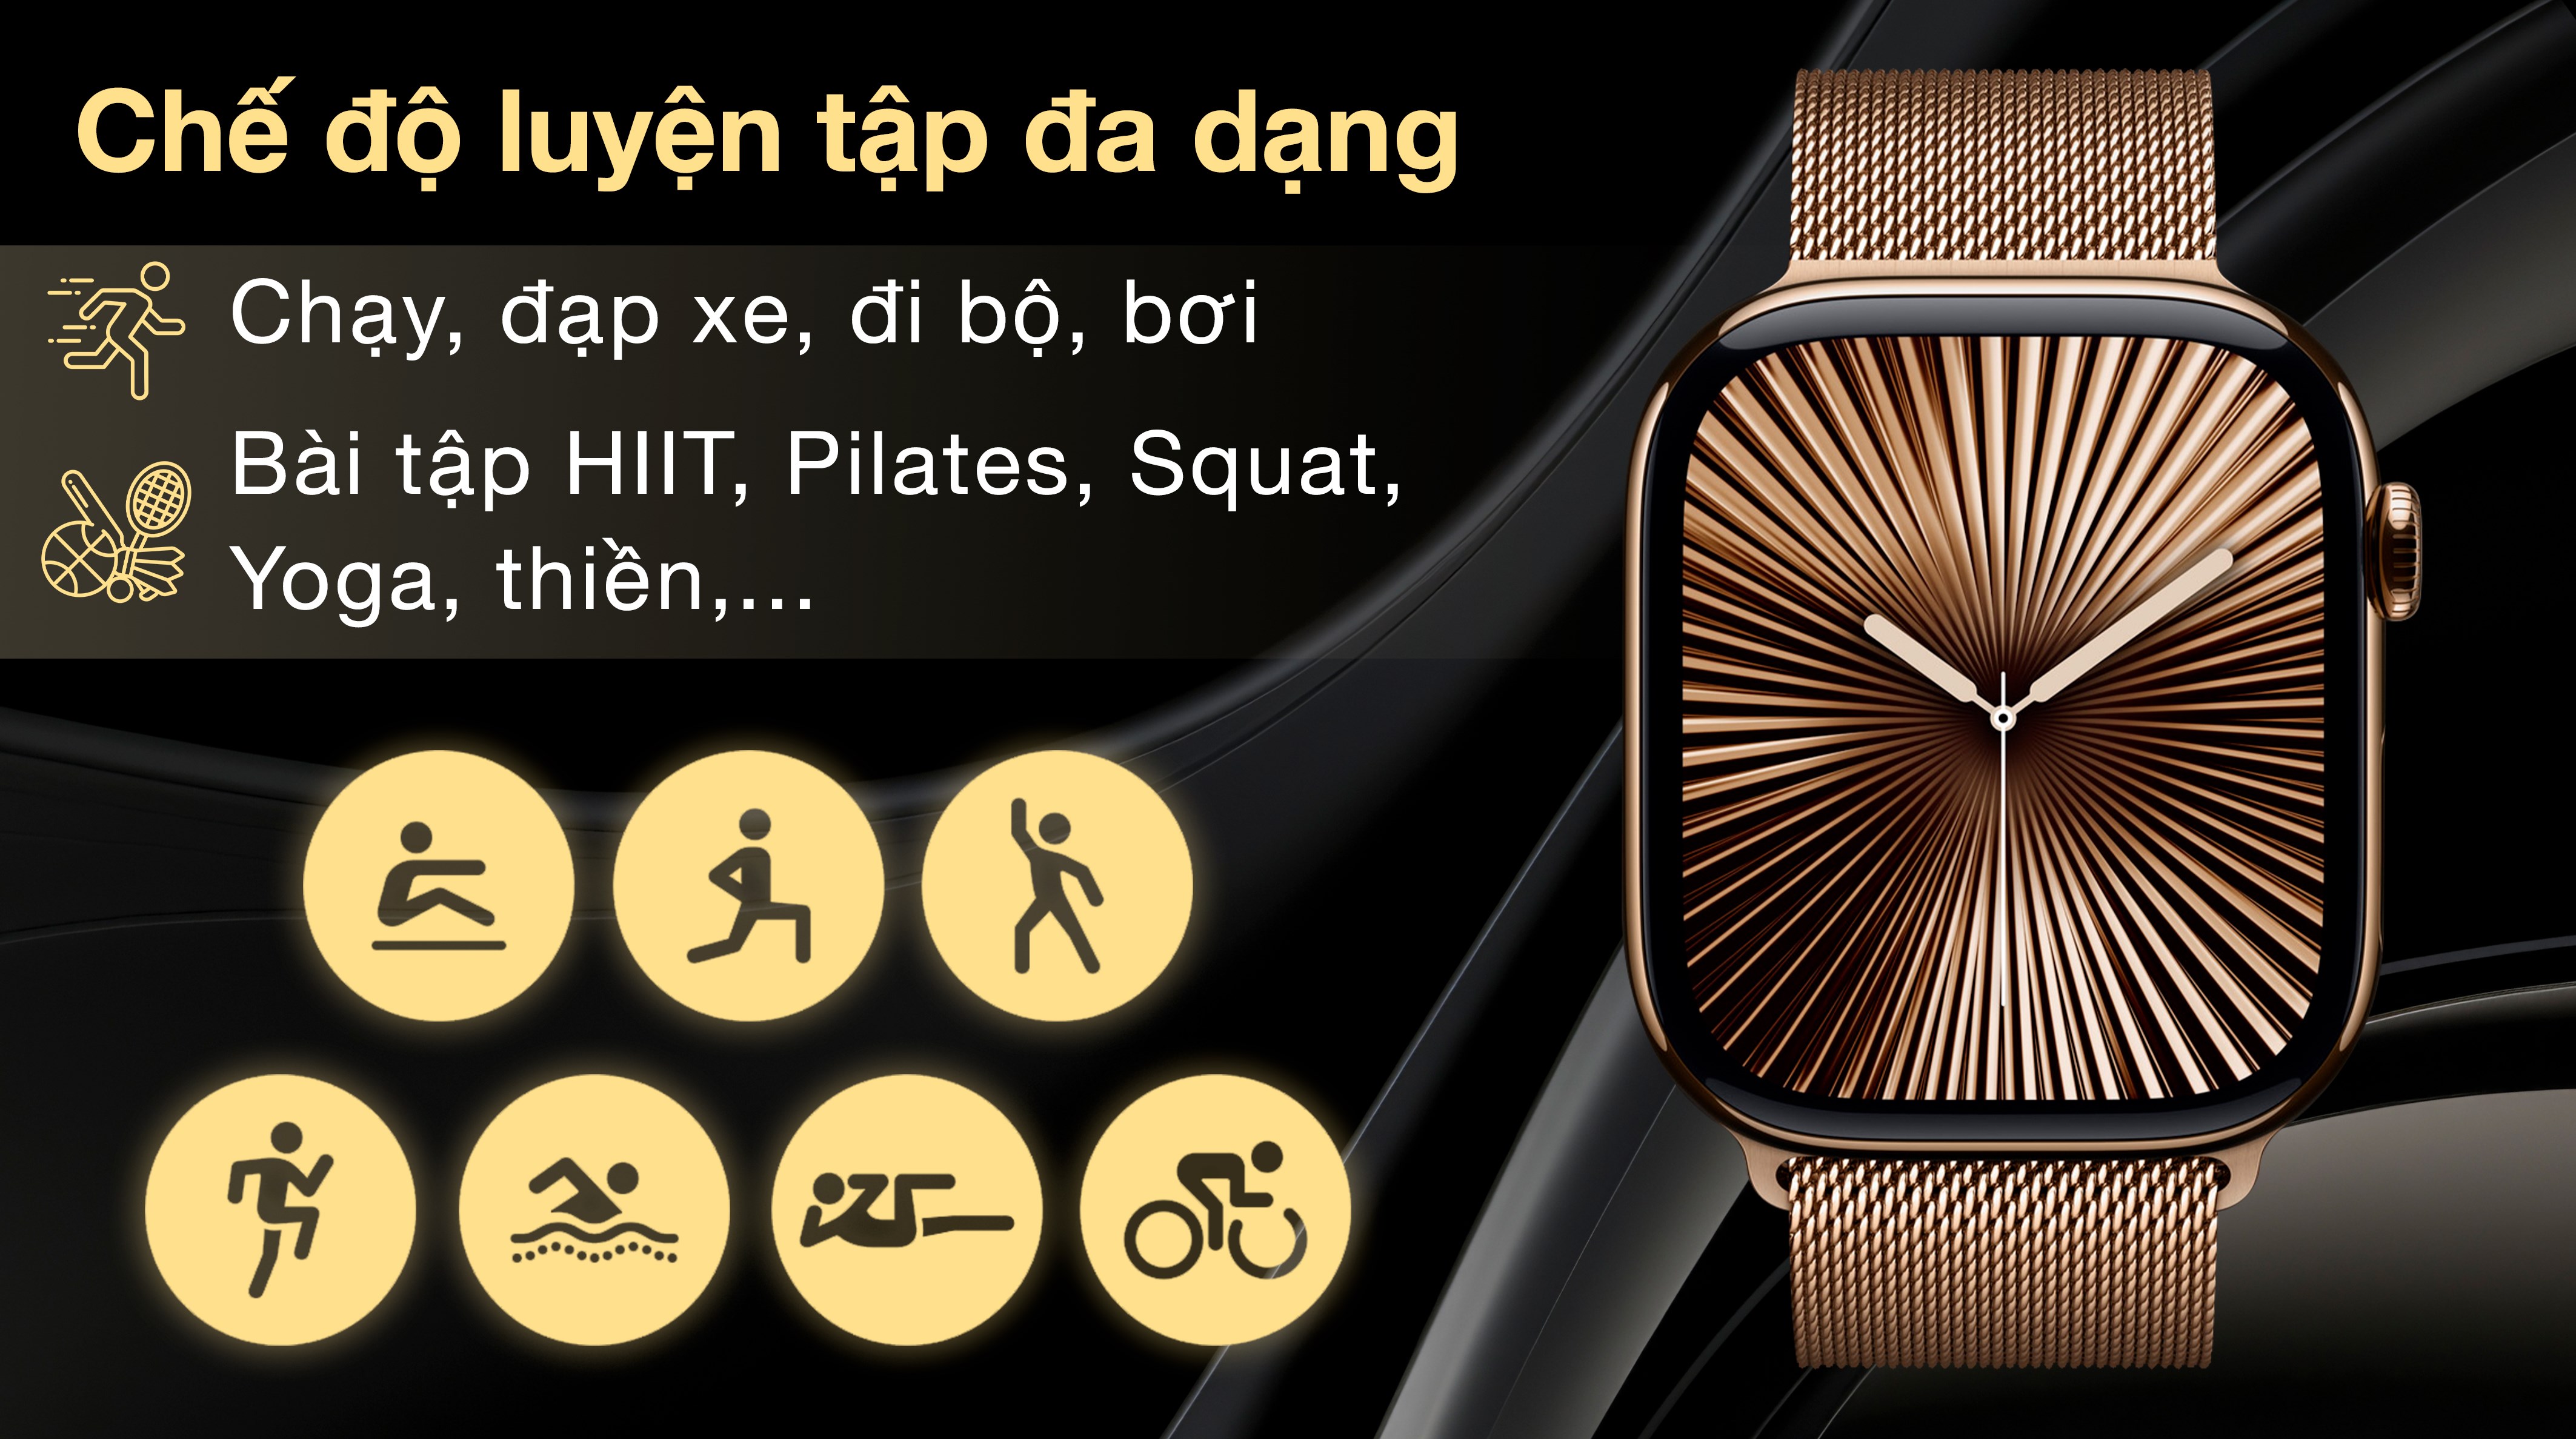 Chế độ luyện tập đa dạng
Chạy, đạp xe, đi bộ, bơi
Bài tập HIIT, Pilates, Squat,
Yoga, thiền,...